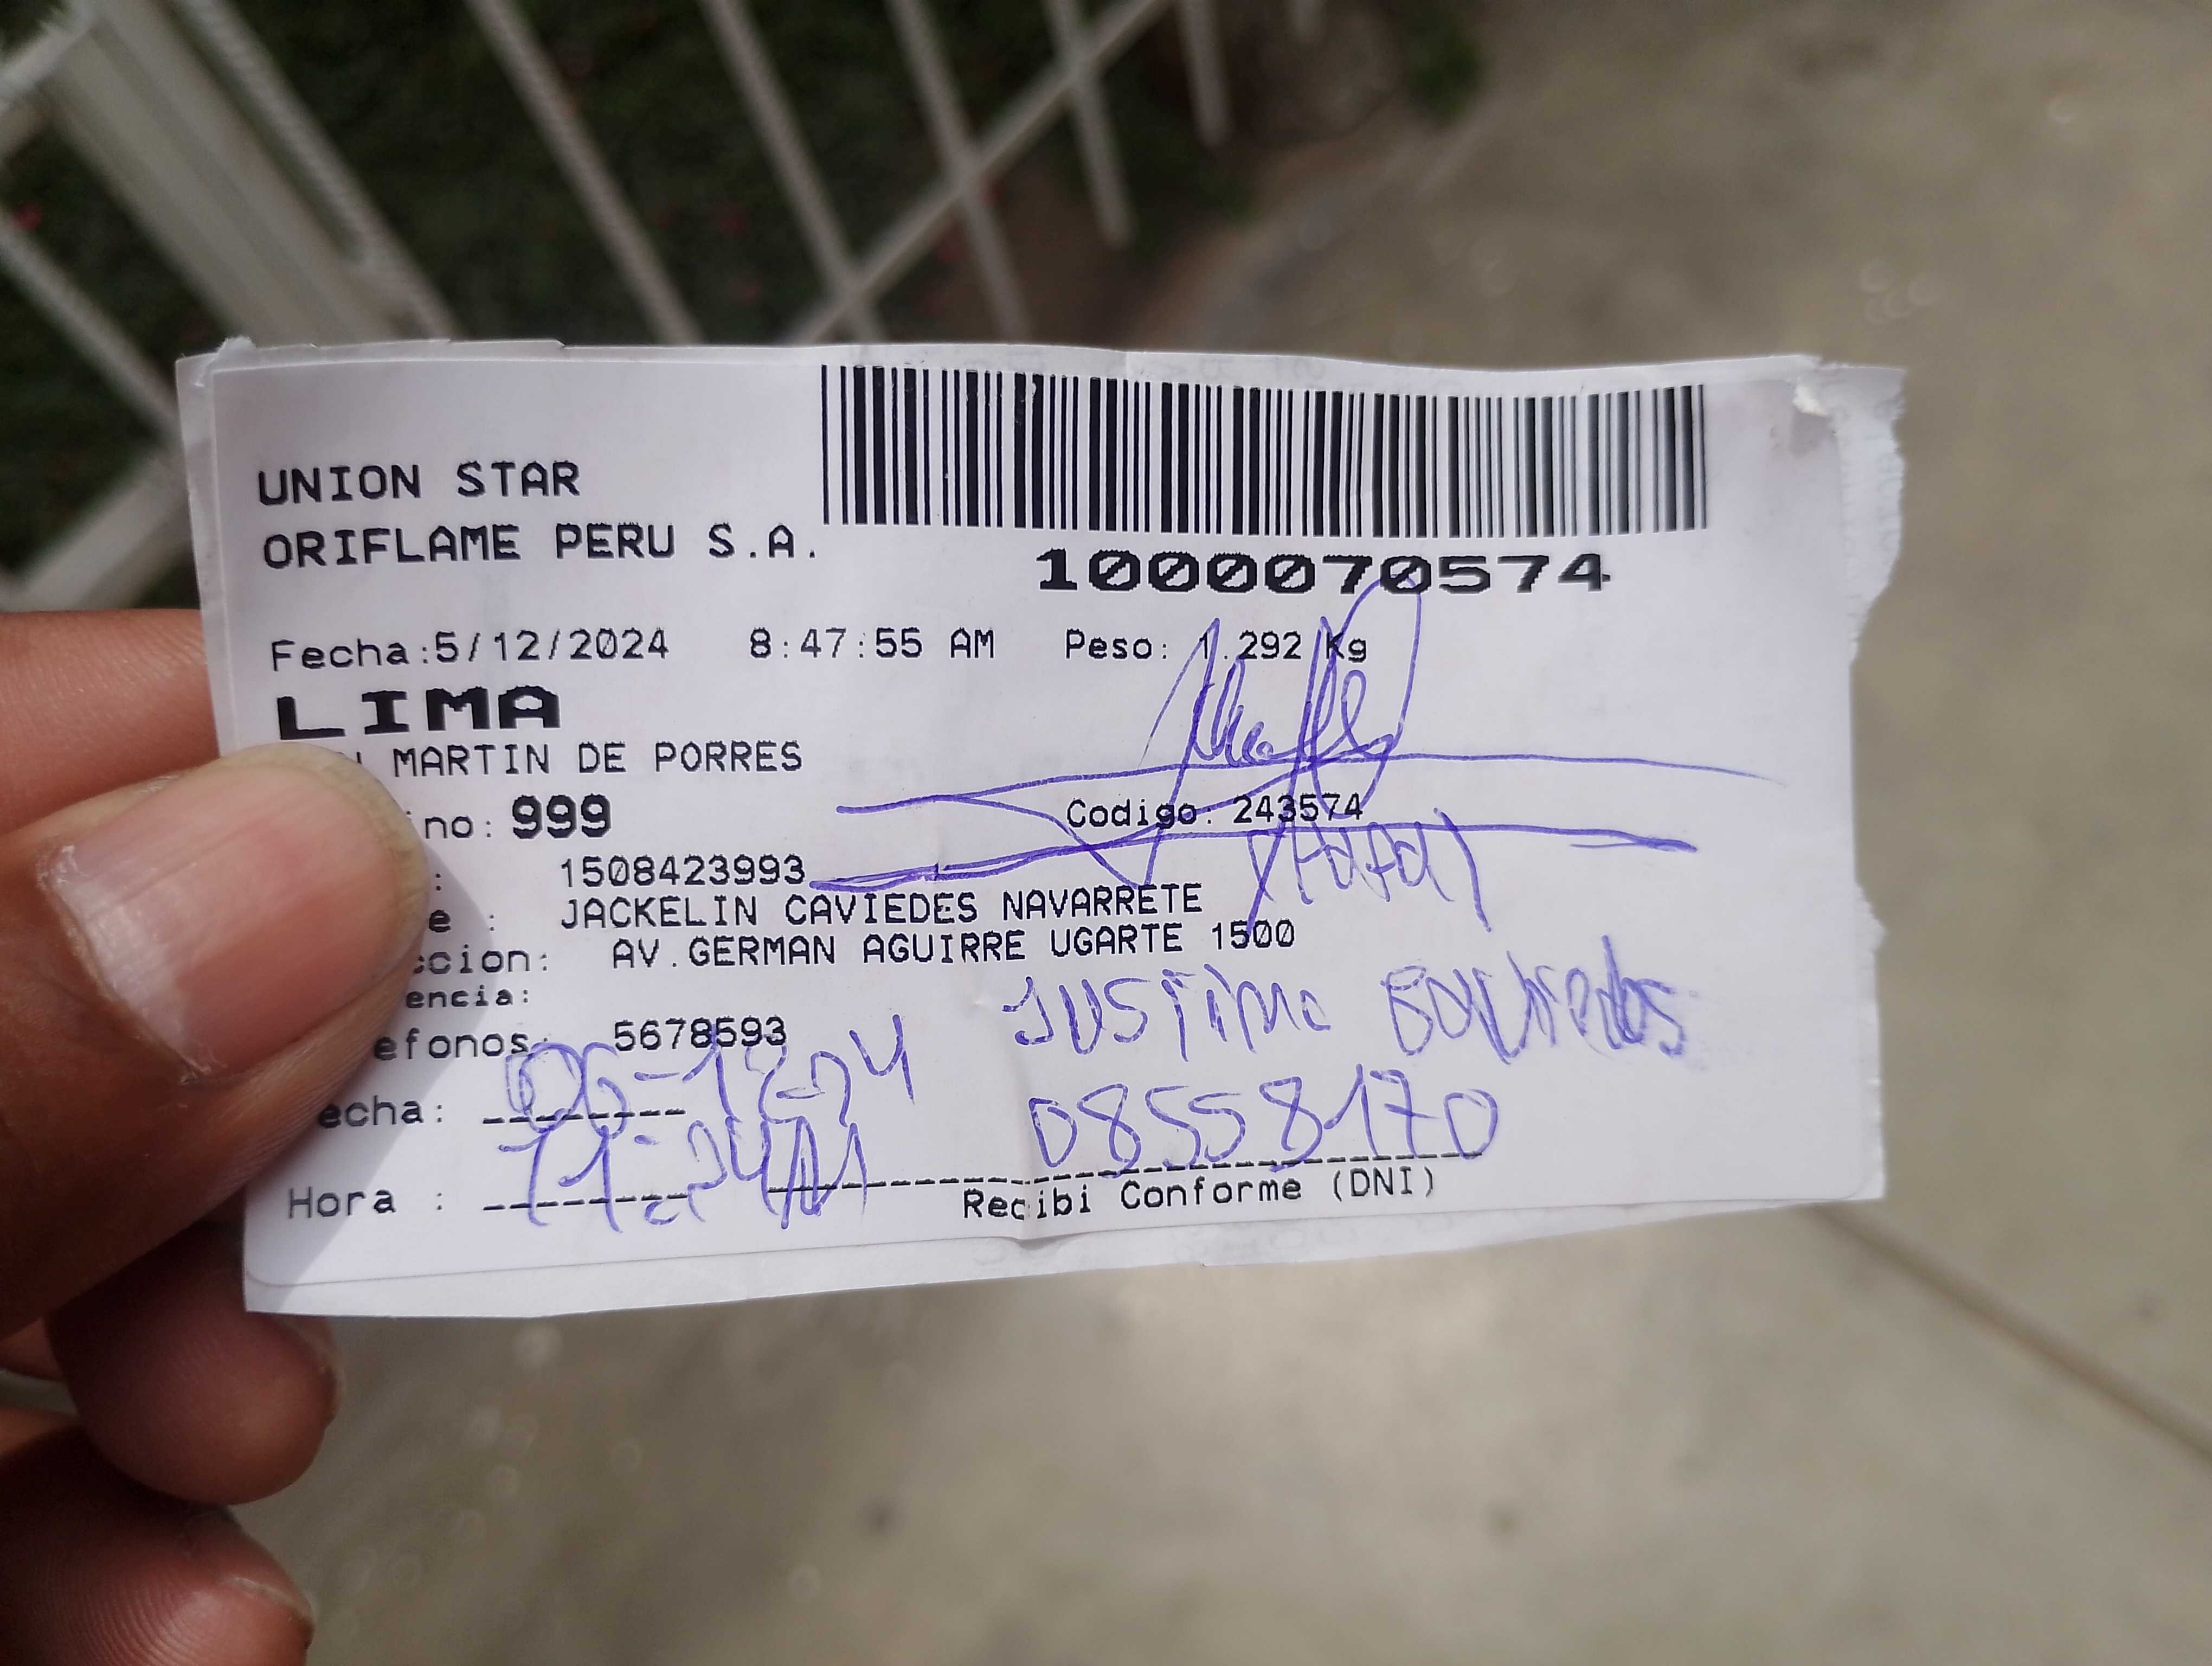 UNION STAR
ORIFLAME PERU S.A.
1000070574
Fecha:5/12/2024 8:47:55 AM Peso: 1.292 Kg
LIMA
MARTIN DE PORRES
no: 999 Codigo: 243574
: 1508423993
e : JACKELIN CAVIEDES NAVARRETE
ccion: AV.GERMAN AGUIRRE UGARTE 1500
encia:
efonos: 5678593
echa: 06-12-24
08558170
Hora :
Recibi Conforme (DNI)